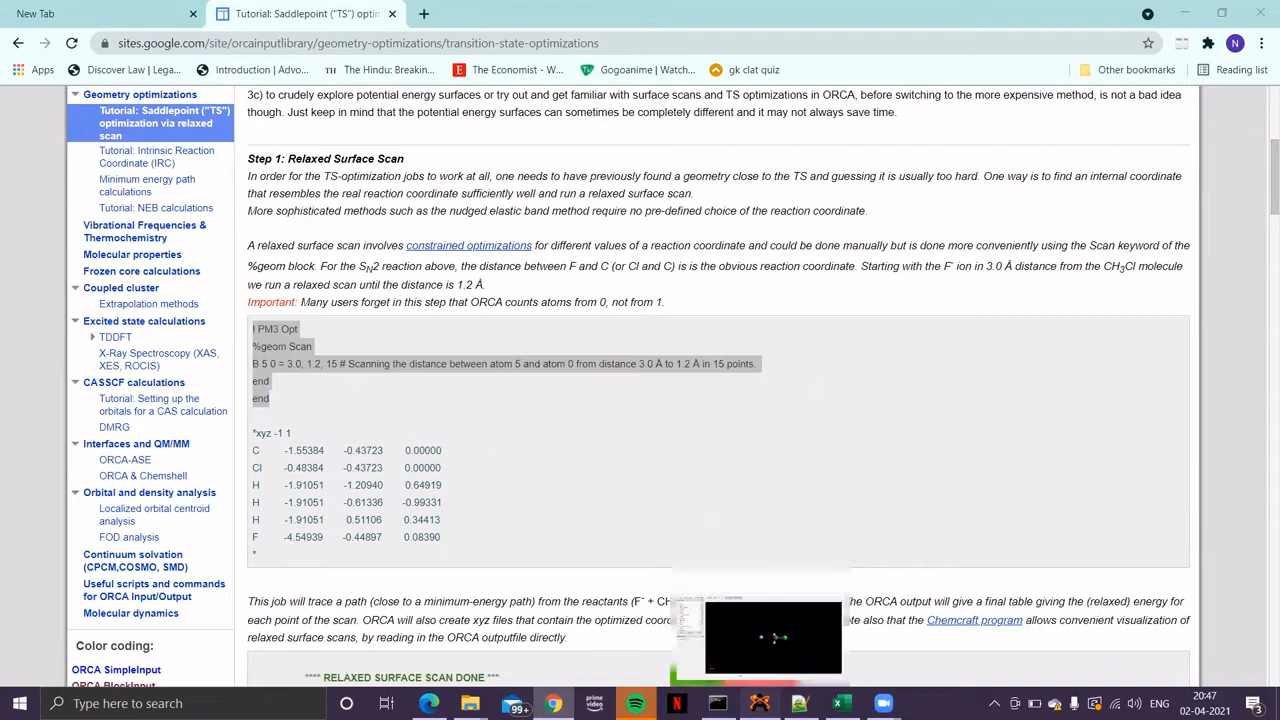 New Tab
Tutorial: Saddlepoint ("TS") optim
sites.google.com/site/orcainputlibrary/geometry-optimizations/transition-state-optimizations
Apps
Discover Law | Lega...
Introduction | Advo...
TH The Hindu: Breakin...
E The Economist - W...
Gogoanime | Watch...
gk clat quiz
Other bookmarks
Reading list
Geometry optimizations
Tutorial: Saddlepoint ("TS")
optimization via relaxed
scan
Tutorial: Intrinsic Reaction
Coordinate (IRC)
Minimum energy path
calculations
Tutorial: NEB calculations
Vibrational Frequencies &
Thermochemistry
Molecular properties
Frozen core calculations
Coupled cluster
Extrapolation methods
Excited state calculations
TDDFT
X-Ray Spectroscopy (XAS,
XES, ROCIS)
CASSCF calculations
Tutorial: Setting up the
orbitals for a CAS calculation
DMRG
Interfaces and QM/MM
ORCA-ASE
ORCA & Chemshell
Orbital and density analysis
Localized orbital centroid
analysis
FOD analysis
Continuum solvation
(CPCM,COSMO, SMD)
Useful scripts and commands
for ORCA Input/Output
Molecular dynamics
Color coding:
ORCA SimpleInput
ORCA BlockInput
3c) to crudely explore potential energy surfaces or try out and get familiar with surface scans and TS optimizations in ORCA, before switching to the more expensive method, is not a bad idea
though. Just keep in mind that the potential energy surfaces can sometimes be completely different and it may not always save time.
Step 1: Relaxed Surface Scan
In order for the TS-optimization jobs to work at all, one needs to have previously found a geometry close to the TS and guessing it is usually too hard. One way is to find an internal coordinate
that resembles the real reaction coordinate sufficiently well and run a relaxed surface scan.
More sophisticated methods such as the nudged elastic band method require no pre-defined choice of the reaction coordinate.
A relaxed surface scan involves constrained optimizations for different values of a reaction coordinate and could be done manually but is done more conveniently using the Scan keyword of the
%geom block. For the SN2 reaction above, the distance between F and C (or Cl and C) is is the obvious reaction coordinate. Starting with the F- ion in 3.0 Å distance from the CH3Cl molecule
we run a relaxed scan until the distance is 1.2 Å.
Important: Many users forget in this step that ORCA counts atoms from 0, not from 1.
! PM3 Opt
%geom Scan
B 5 0 = 3.0, 1.2, 15 # Scanning the distance between atom 5 and atom 0 from distance 3.0 Å to 1.2 Å in 15 points.
end
end
*xyz -1 1
C -1.55384 -0.43723 0.00000
Cl -0.48384 -0.43723 0.00000
H -1.91051 -1.20940 0.64919
H -1.91051 -0.61336 -0.99331
H -1.91051 0.51106 0.34413
F -4.54939 -0.44897 0.08390
*
This job will trace a path (close to a minimum-energy path) from the reactants (F- + CH
he ORCA output will give a final table giving the (relaxed) energy for
each point of the scan. ORCA will also create xyz files that contain the optimized coor
te also that the Chemcraft program allows convenient visualization of
relaxed surface scans, by reading in the ORCA outputfile directly.
**** RELAXED SURFACE SCAN DONE ***
Type here to search
99+
prime
video
ENG
20:47
02-04-2021
3